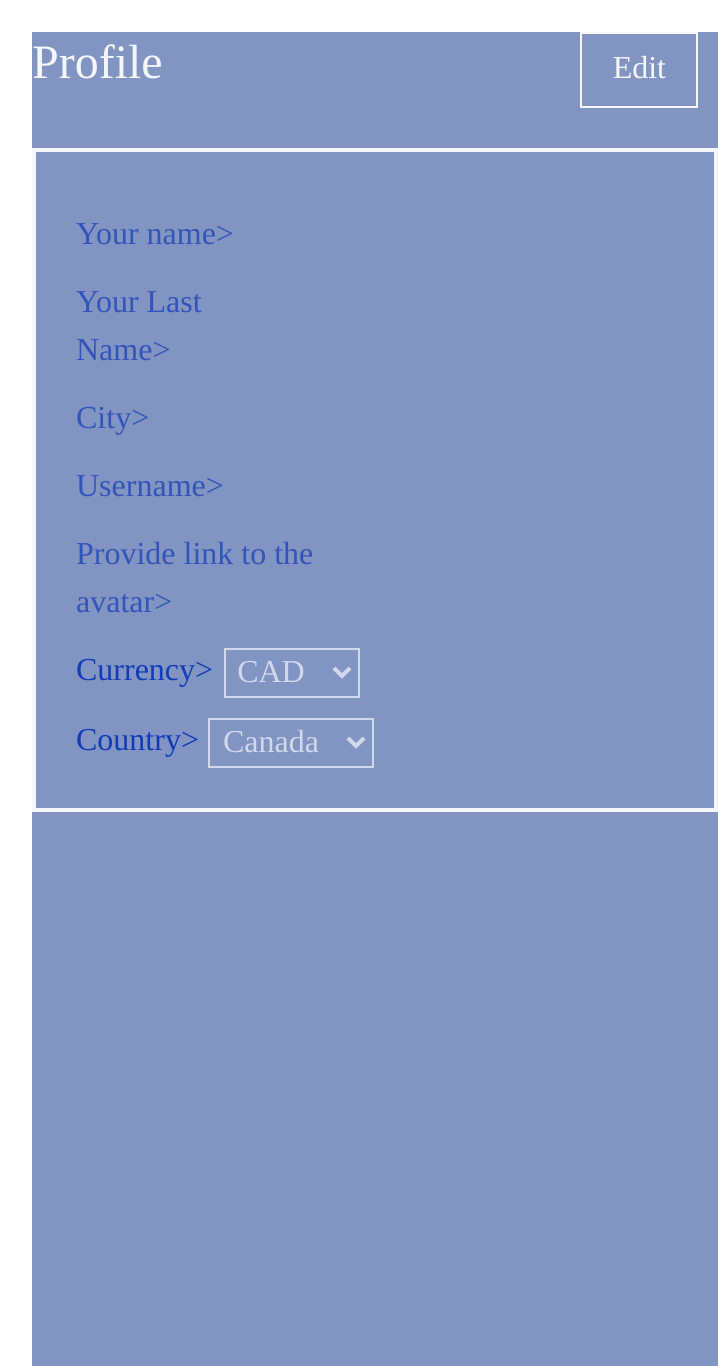 Profile
Edit
Your name>
Your Last
Name>
City>
Username>
Provide link to the
avatar>
Currency> CAD
Country> Canada